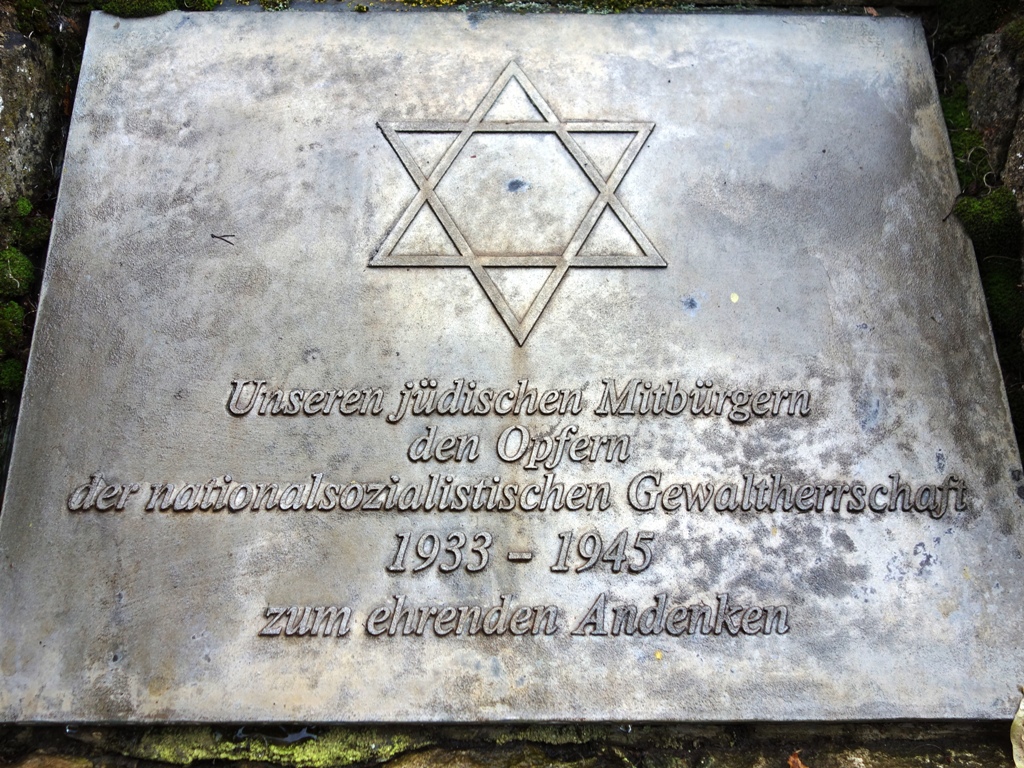 Unseren jüdischen Mitbürgern
den Opfern
der nationalsozialistischen Gewaltherrschaft
1933 – 1945
zum ehrenden Andenken